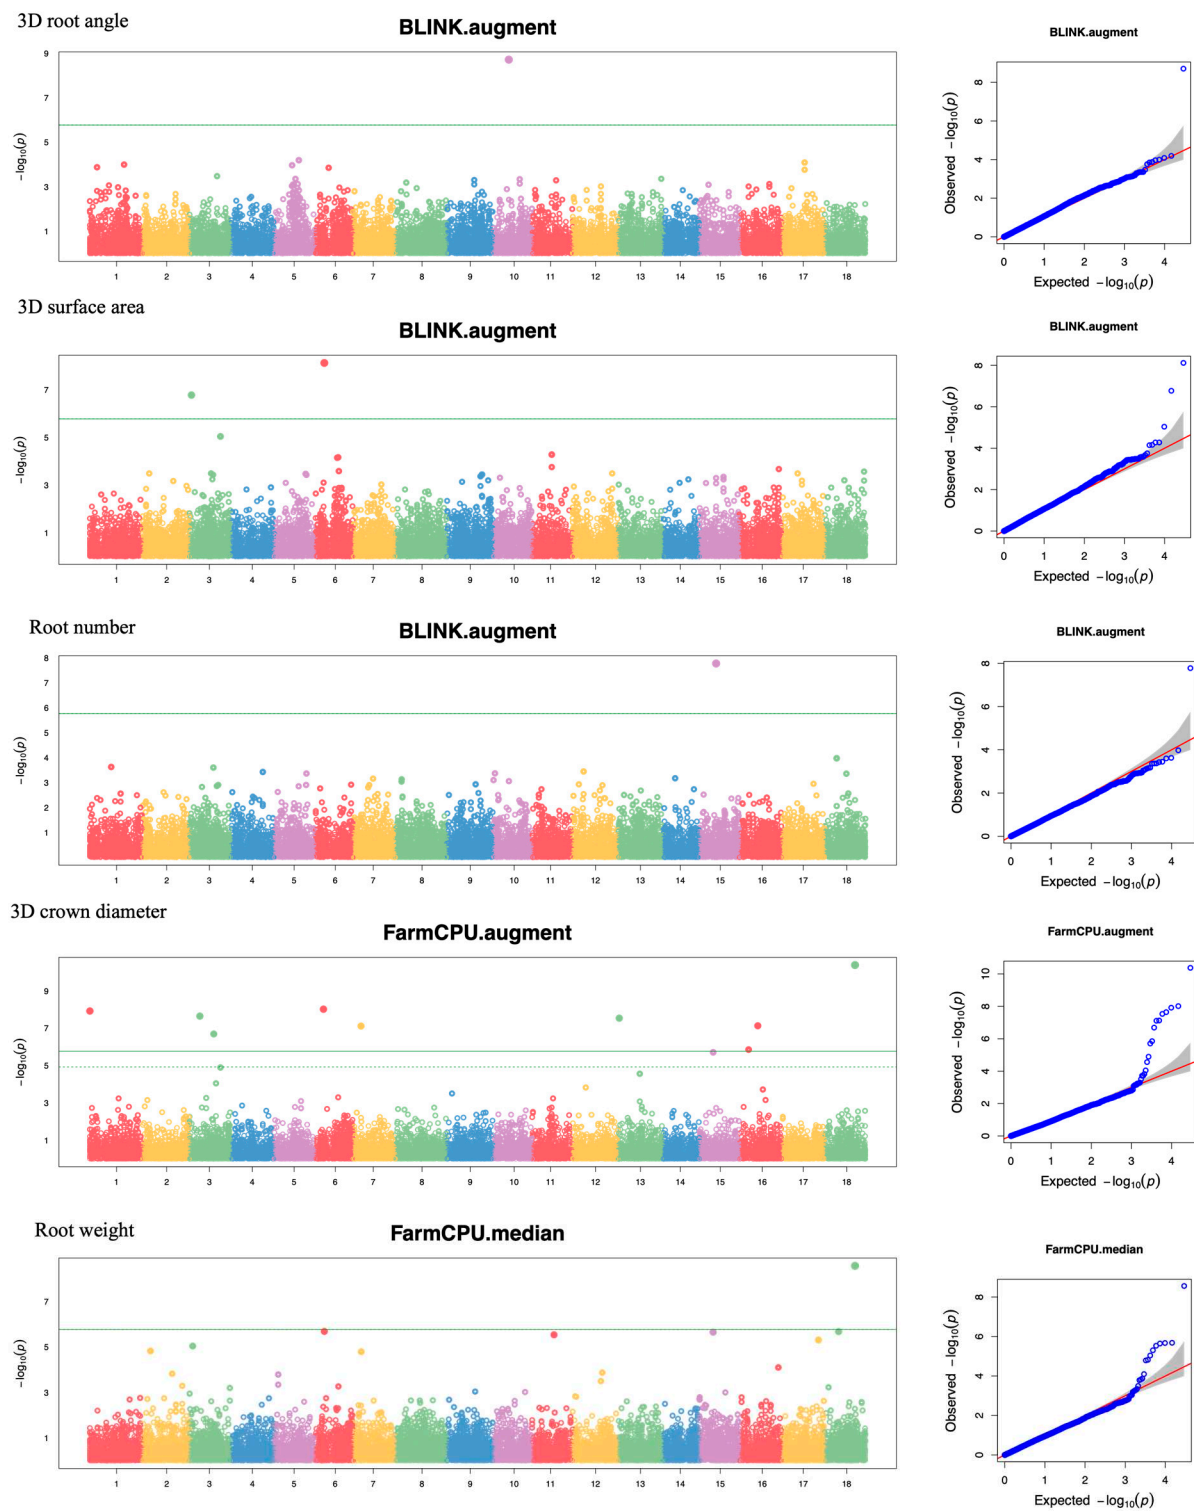 3D root angle
BLINK.augment
BLINK.augment
9
7
5
3
1
−log10(p)
1 2 3 4 5 6 7 8 9 10 11 12 13 14 15 16 17 18
8
6
4
2
0
Observed −log10(p)
0 1 2 3 4
Expected −log10(p)
3D surface area
BLINK.augment
BLINK.augment
7
5
3
1
−log10(p)
1 2 3 4 5 6 7 8 9 10 11 12 13 14 15 16 17 18
8
6
4
2
0
Observed −log10(p)
0 1 2 3 4
Expected −log10(p)
Root number
BLINK.augment
BLINK.augment
8
7
6
5
4
3
2
1
−log10(p)
1 2 3 4 5 6 7 8 9 10 11 12 13 14 15 16 17 18
8
6
4
2
0
Observed −log10(p)
0 1 2 3 4
Expected −log10(p)
3D crown diameter
FarmCPU.augment
FarmCPU.augment
9
5
3
1
−log10(p)
1 2 3 4 5 6 7 8 9 10 11 12 13 14 15 16 17 18
10
8
6
4
2
0
Observed −log10(p)
0 1 2 3 4
Expected −log10(p)
Root weight
FarmCPU.median
FarmCPU.median
7
5
3
1
−log10(p)
1 2 3 4 5 6 7 8 9 10 11 12 13 14 15 16 17 18
8
6
4
2
0
Observed −log10(p)
0 1 2 3 4
Expected −log10(p)